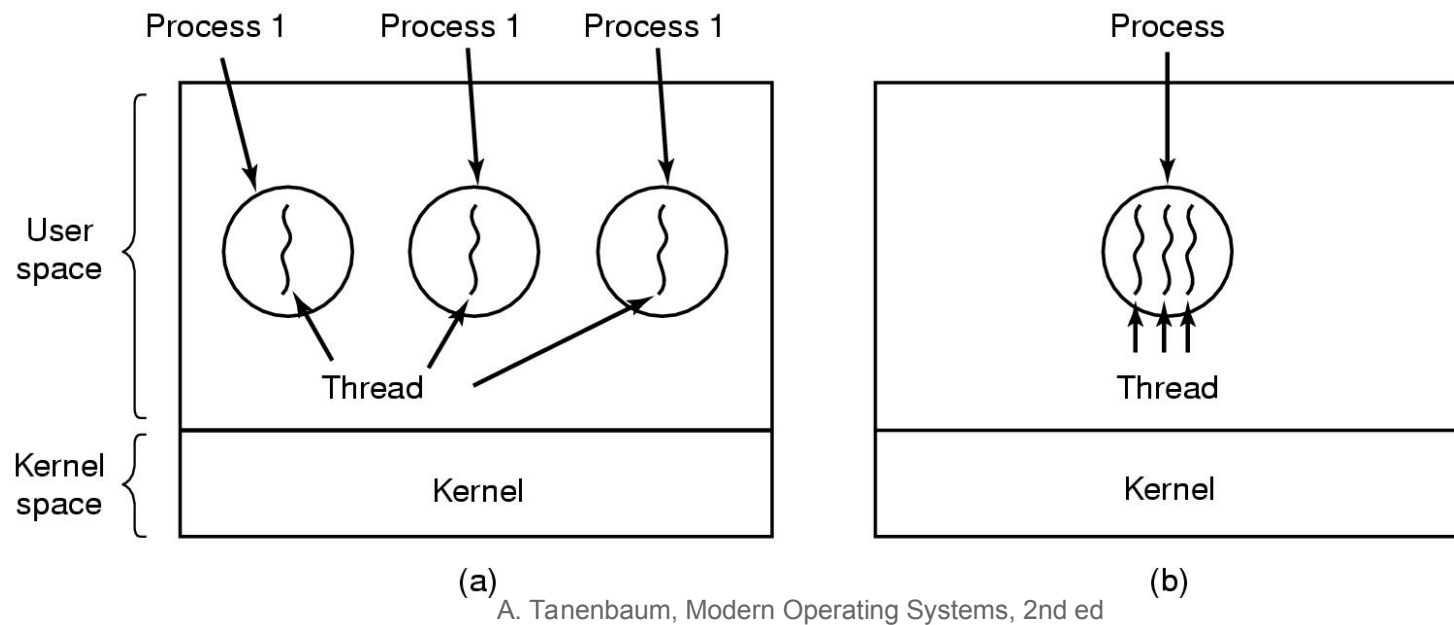 Process 1
Process 1
Process 1
User
space
Thread
Kernel
space
Kernel
(a)
Process
Thread
Kernel
(b)
A. Tanenbaum, Modern Operating Systems, 2nd ed